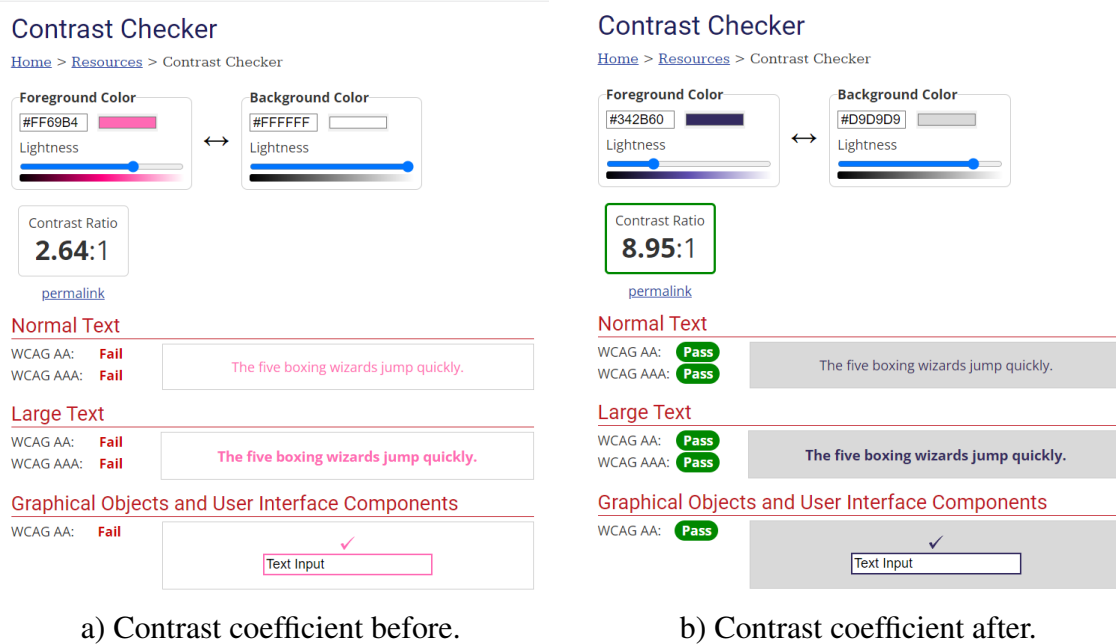 Contrast Checker
Home > Resources > Contrast Checker
Foreground Color
#FF69B4
Lightness
↔
Background Color
#FFFFFF
Lightness
Contrast Ratio
2.64:1
permalink
Normal Text
WCAG AA: Fail
WCAG AAA: Fail
The five boxing wizards jump quickly.
Large Text
WCAG AA: Fail
WCAG AAA: Fail
The five boxing wizards jump quickly.
Graphical Objects and User Interface Components
WCAG AA: Fail
✓
Text Input
a) Contrast coefficient before.
Contrast Checker
Home > Resources > Contrast Checker
Foreground Color
#342B60
Lightness
↔
Background Color
#D9D9D9
Lightness
Contrast Ratio
8.95:1
permalink
Normal Text
WCAG AA: Pass
WCAG AAA: Pass
The five boxing wizards jump quickly.
Large Text
WCAG AA: Pass
WCAG AAA: Pass
The five boxing wizards jump quickly.
Graphical Objects and User Interface Components
WCAG AA: Pass
✓
Text Input
b) Contrast coefficient after.